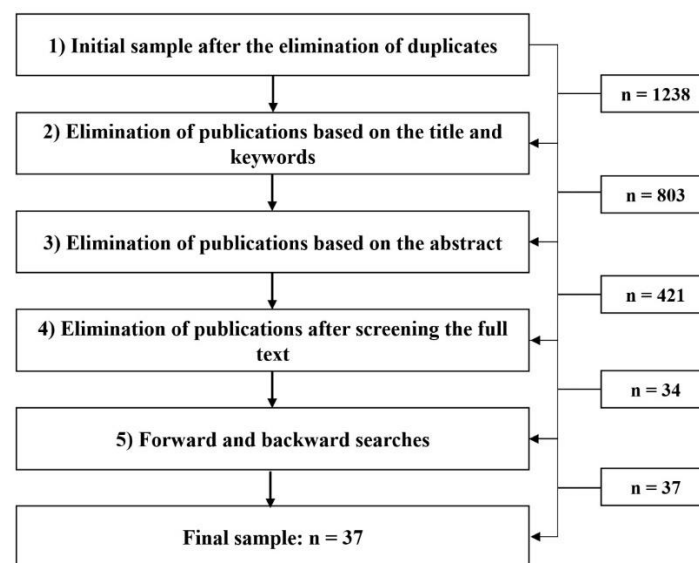 1) Initial sample after the elimination of duplicates
n = 1238
2) Elimination of publications based on the title and
keywords
n = 803
3) Elimination of publications based on the abstract
n = 421
4) Elimination of publications after screening the full
text
n = 34
5) Forward and backward searches
n = 37
Final sample: n = 37